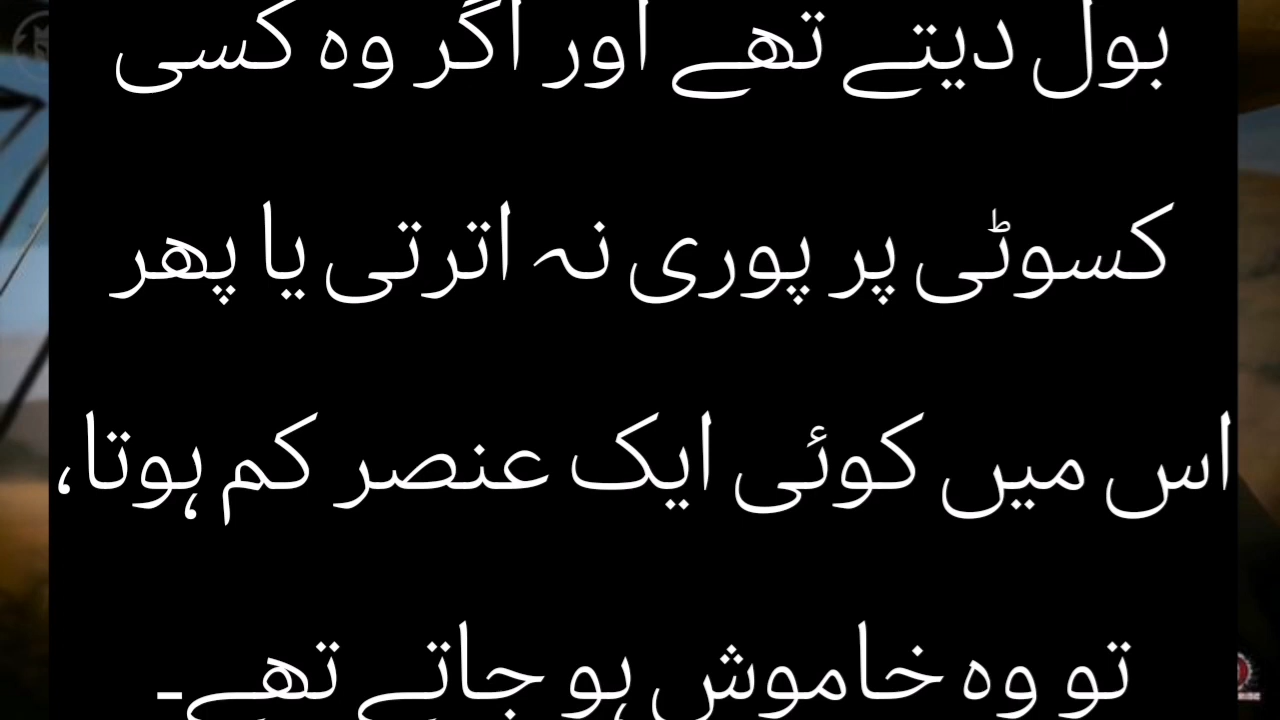 بول دیتے تھے اور اگر وہ کسی
کسوٹی پر پوری نہ اترتی یا پھر
اس میں کوئی ایک عنصر کم ہوتا،
تو وہ خاموش ہو جاتے تھے۔